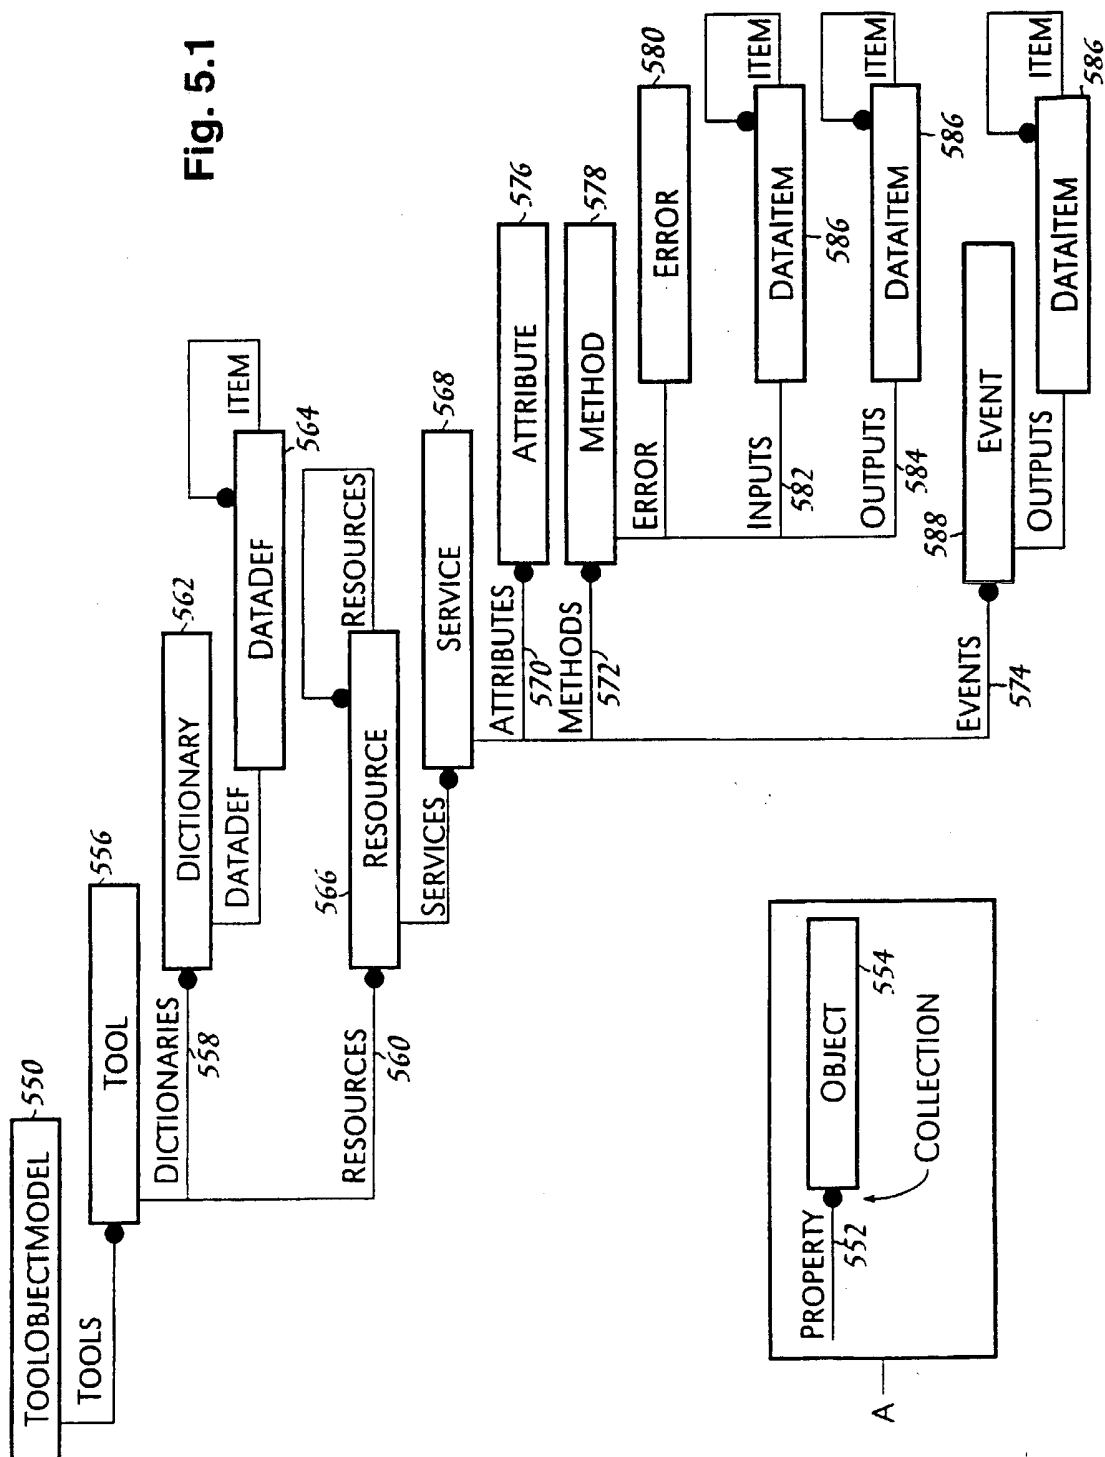 Fig. 5.1
TOOLOBJECTMODEL 550
TOOLS
TOOL 556
DICTIONARIES
558
DICTIONARY 562
DATADEF
DATADEF
564
ITEM
RESOURCES
560
566
RESOURCE
RESOURCES
SERVICES
SERVICE 568
ATTRIBUTES
570
ATTRIBUTE 576
METHODS
572
METHOD 578
ERROR
ERROR 580
INPUTS
582
DATAITEM
586
ITEM
OUTPUTS
584
DATAITEM
586
ITEM
EVENTS
574
588
EVENT
OUTPUTS
DATAITEM
586
ITEM
A
PROPERTY
552
OBJECT
554
COLLECTION